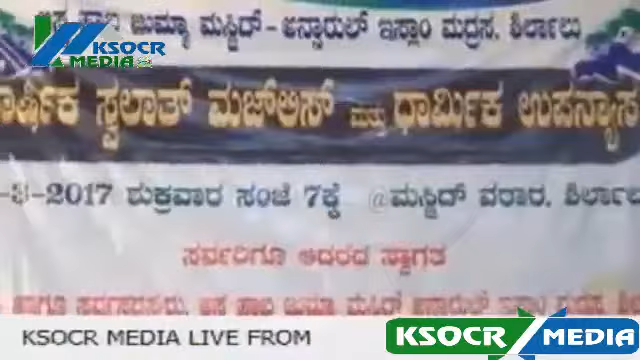 ಜುಮ್ಮಾ ಮಸ್ಜಿದ್ - ಅನ್ಸಾರುಲ್ ಇಸ್ಲಾಂ ಮದ್ರಸ, ಶಿರ್ಲಾಲು
KSOCR
MEDIA
ಸ್ವಲಾತ್ ಮಜ್ಲಿಸ್ ಮತ್ತು ಧಾರ್ಮಿಕ ಉಪನ್ಯಾಸ
2017 ಶುಕ್ರವಾರ ಸಂಜೆ 7ಕ್ಕೆ @ಮಸ್ಜಿದ್ ವಠಾರ, ಶಿರ್ಲಾಲು
ಸರ್ವರಿಗೂ ಆದರದ ಸ್ವಾಗತ
KSOCR MEDIA LIVE FROM
KSOCR MEDIA